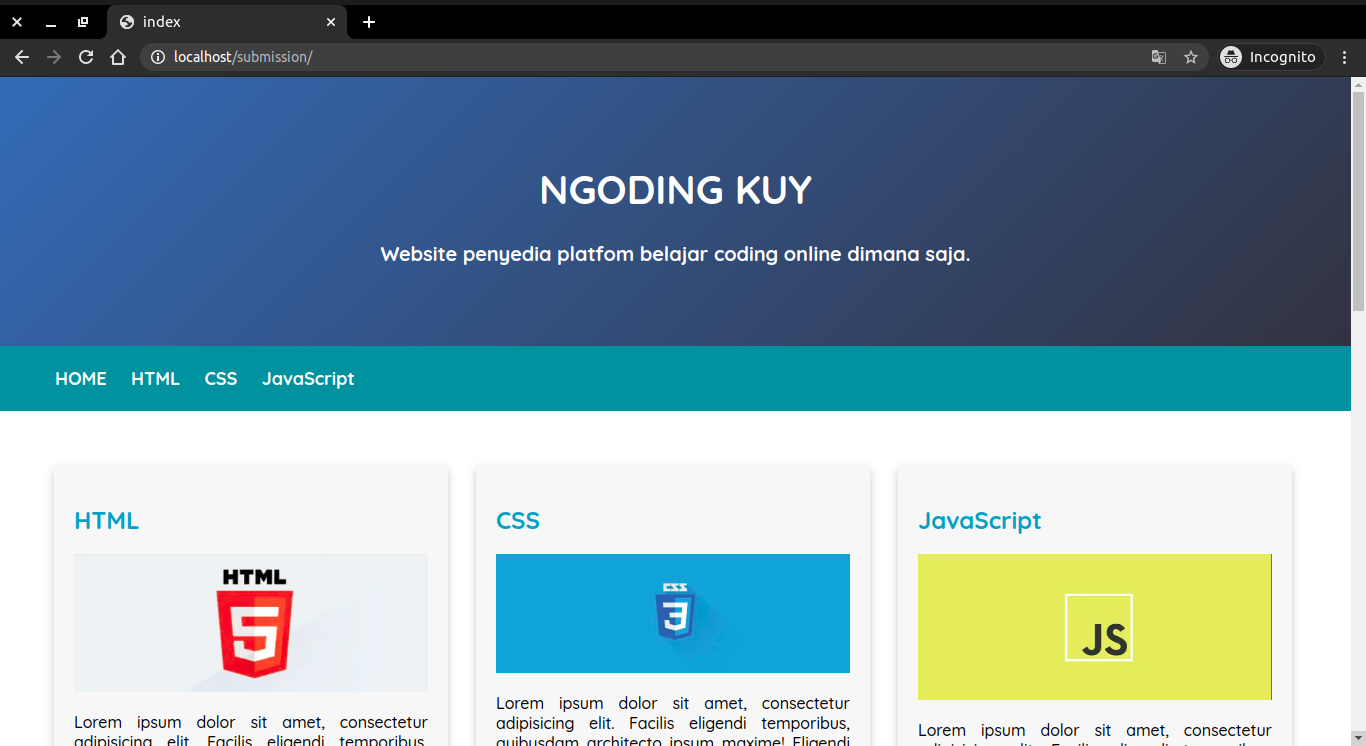 index
localhost/submission/
Incognito
NGODING KUY
Website penyedia platfom belajar coding online dimana saja.
HOME HTML CSS JavaScript
HTML
HTML
5
Lorem ipsum dolor sit amet, consectetur
adipisicing elit. Facilis eligendi temporibus,
CSS
CSS
3
Lorem ipsum dolor sit amet, consectetur
adipisicing elit. Facilis eligendi temporibus,
quibusdam architecto ipsum maxime! Eligendi
JavaScript
JS
Lorem ipsum dolor sit amet, consectetur